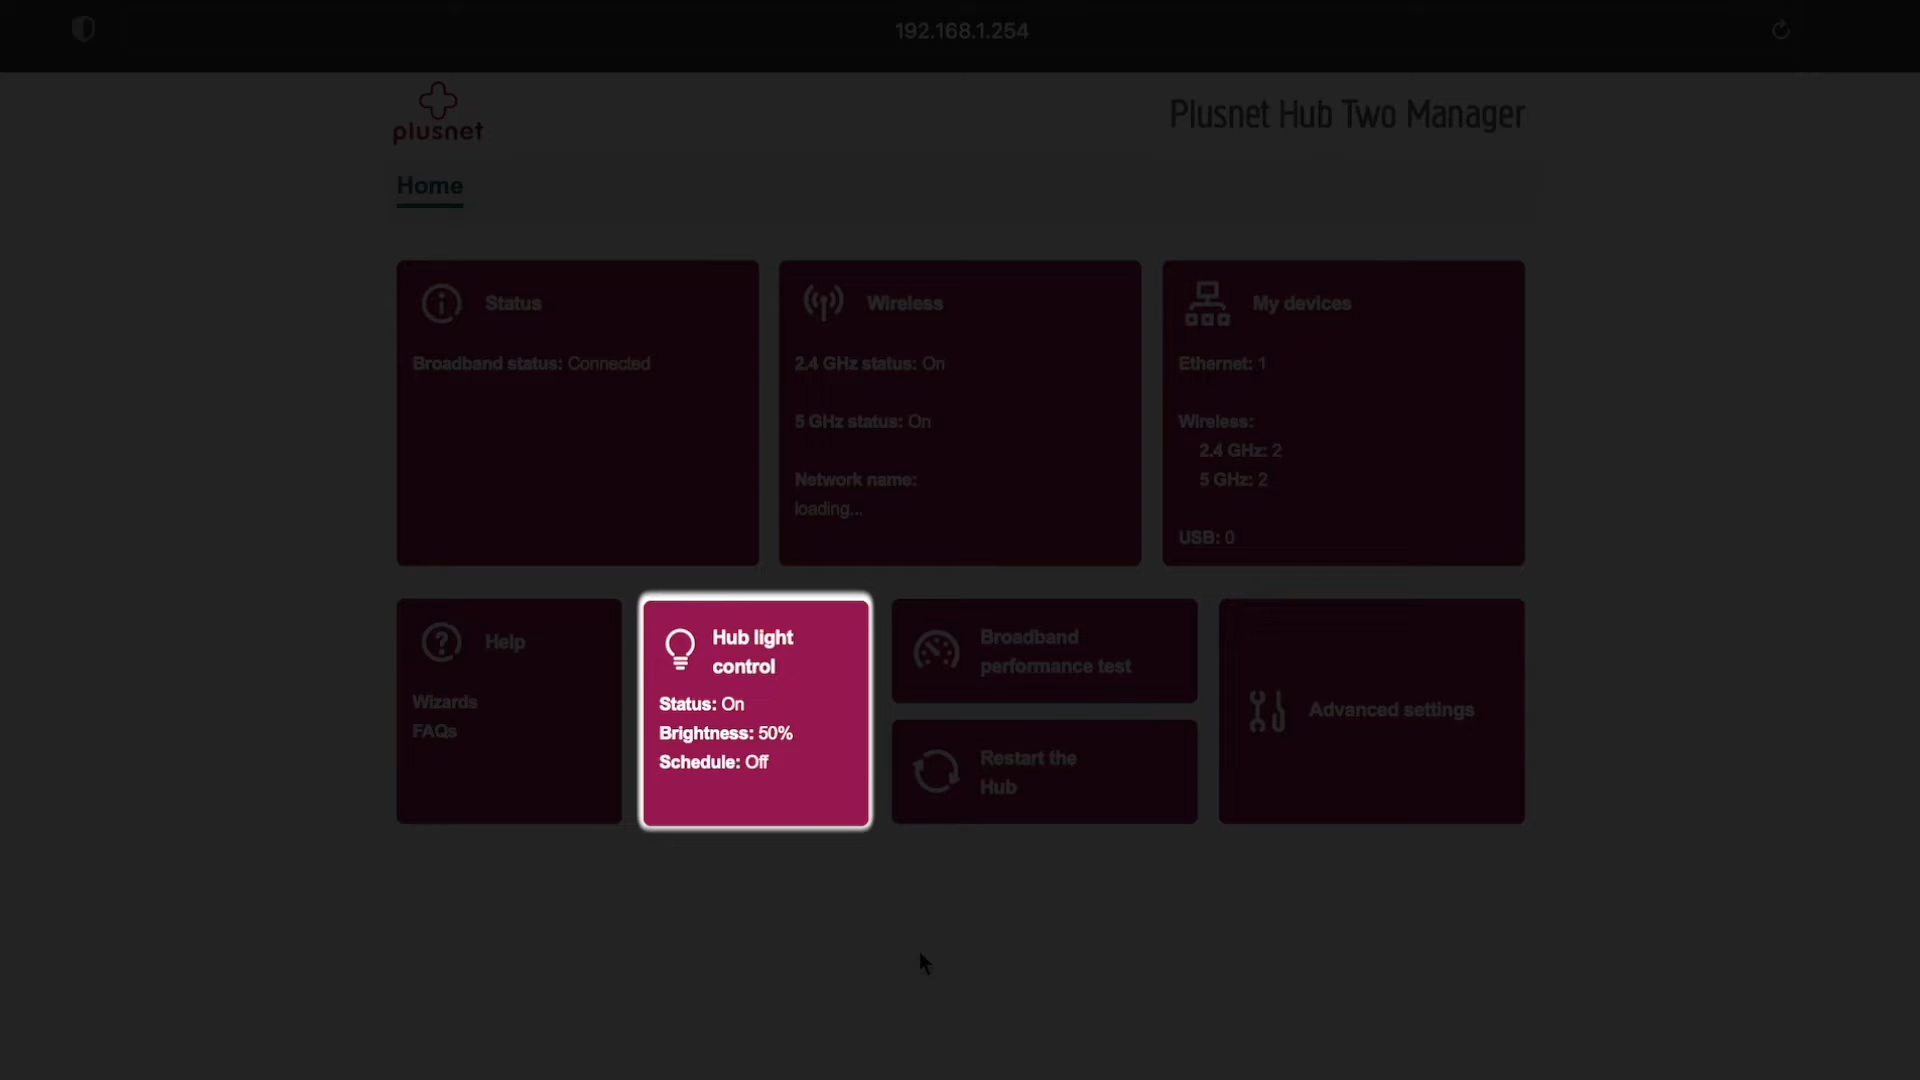 192.168.1.254
plusnet
Plusnet Hub Two Manager
Home
Status
Broadband status: Connected
Wireless
2.4 GHz status: On
5 GHz status: On
Network name:
loading...
My devices
Ethernet: 1
Wireless:
2.4 GHz: 2
5 GHz: 2
USB: 0
Help
Wizards
FAQs
Hub light
control
Status: On
Brightness: 50%
Schedule: Off
Broadband
performance test
Restart the
Hub
Advanced settings